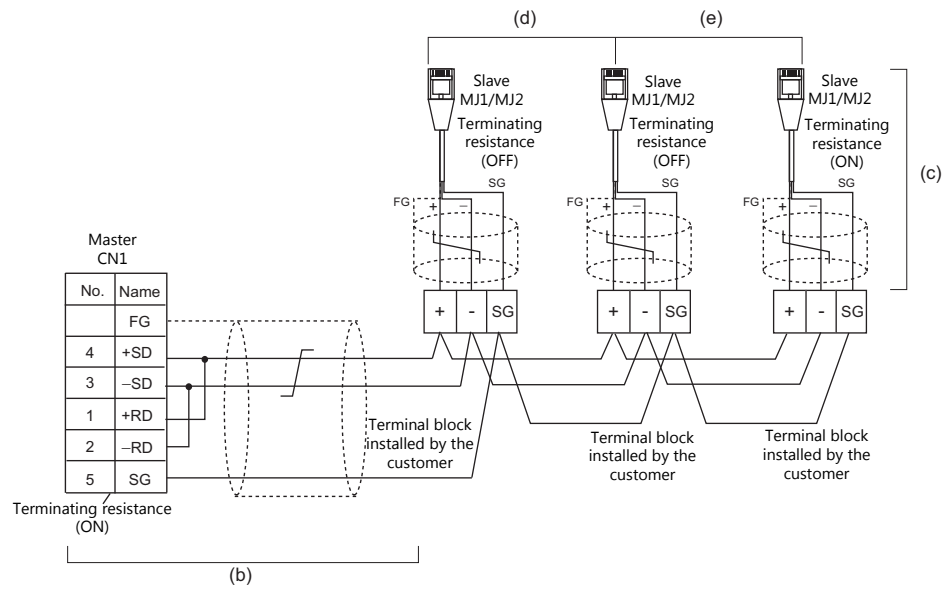 (d)
(e)
Slave
MJ1/MJ2
Terminating
resistance
(OFF)
SG
FG
+
−
Slave
MJ1/MJ2
Terminating
resistance
(OFF)
SG
FG
+
−
Slave
MJ1/MJ2
Terminating
resistance
(ON)
SG
FG
+
−
(c)
Master
CN1
No. Name
FG
4 +SD
3 −SD
1 +RD
2 −RD
5 SG
Terminating resistance
(ON)
+ - SG
+ - SG
+ - SG
Terminal block
installed by the
customer
Terminal block
installed by the
customer
Terminal block
installed by the
customer
(b)